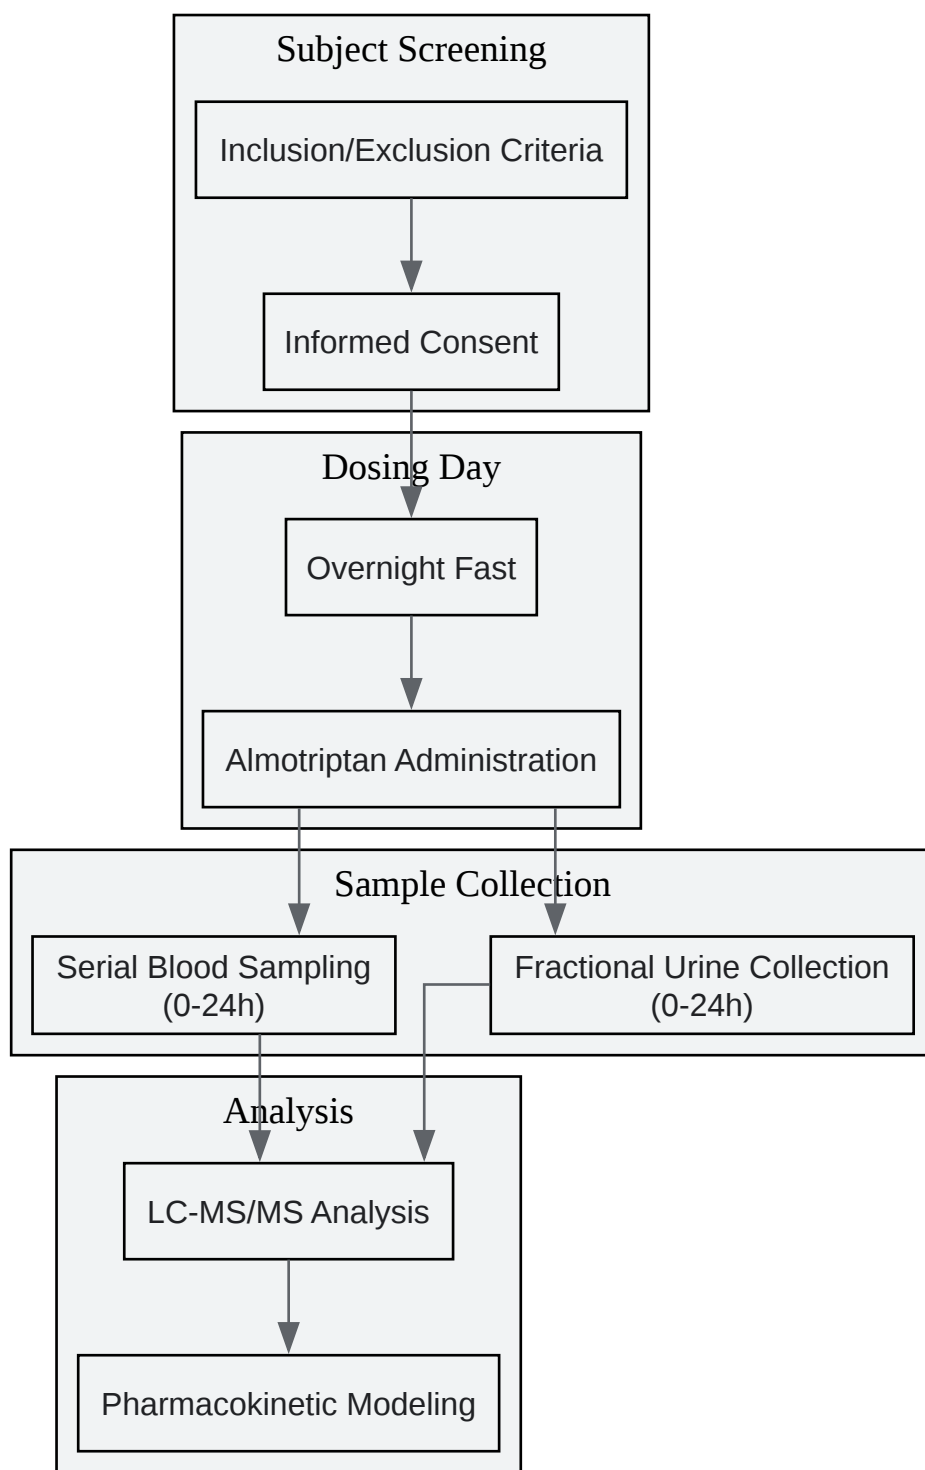 Subject Screening
Inclusion/Exclusion Criteria
Informed Consent
Dosing Day
Overnight Fast
Almotriptan Administration
Sample Collection
Serial Blood Sampling
(0-24h)
Fractional Urine Collection
(0-24h)
Analysis
LC-MS/MS Analysis
Pharmacokinetic Modeling